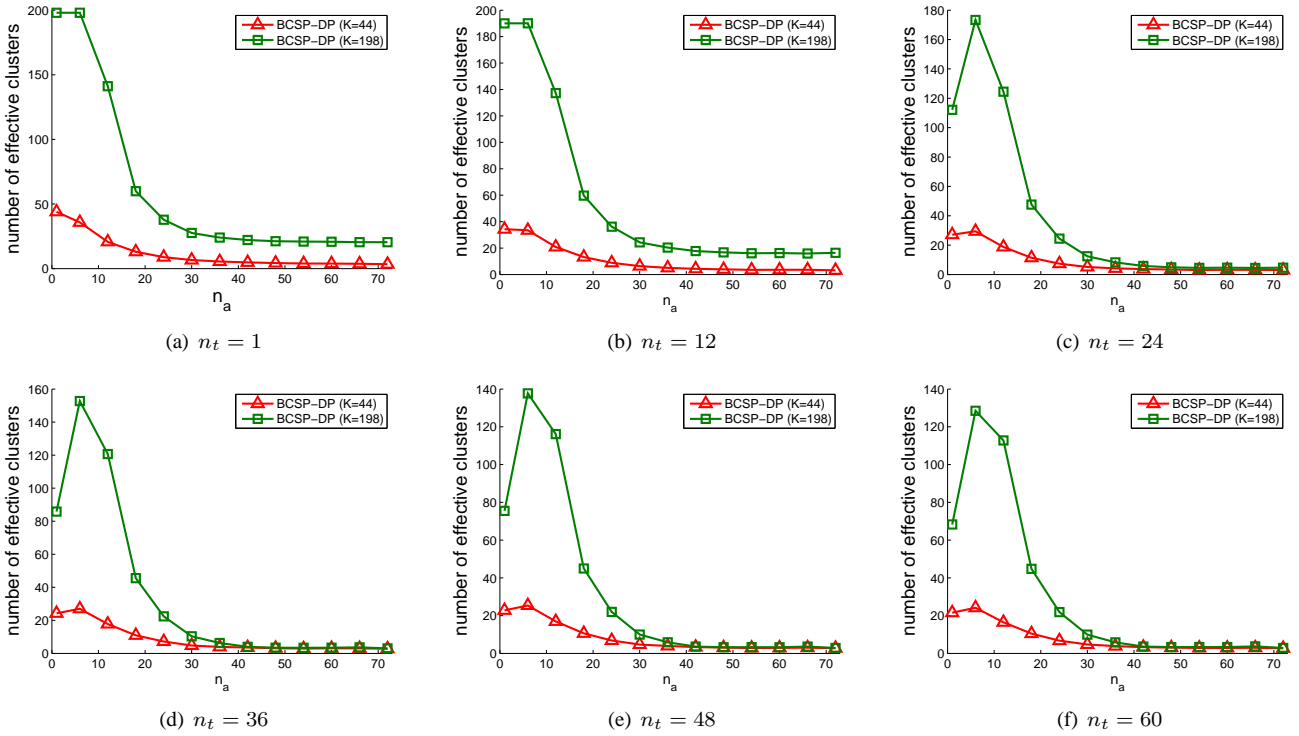 200
150
100
50
0
0 10 20 30 40 50 60 70
number of effective clusters
n_a
BCSP−DP (K=44)
BCSP−DP (K=198)
(a) n_t = 1
200
180
160
140
120
100
80
60
40
20
0
0 10 20 30 40 50 60 70
number of effective clusters
n_a
BCSP−DP (K=44)
BCSP−DP (K=198)
(b) n_t = 12
180
160
140
120
100
80
60
40
20
0
0 10 20 30 40 50 60 70
number of effective clusters
n_a
BCSP−DP (K=44)
BCSP−DP (K=198)
(c) n_t = 24
160
140
120
100
80
60
40
20
0
0 10 20 30 40 50 60 70
number of effective clusters
n_a
BCSP−DP (K=44)
BCSP−DP (K=198)
(d) n_t = 36
140
120
100
80
60
40
20
0
0 10 20 30 40 50 60 70
number of effective clusters
n_a
BCSP−DP (K=44)
BCSP−DP (K=198)
(e) n_t = 48
140
120
100
80
60
40
20
0
0 10 20 30 40 50 60 70
number of effective clusters
n_a
BCSP−DP (K=44)
BCSP−DP (K=198)
(f) n_t = 60